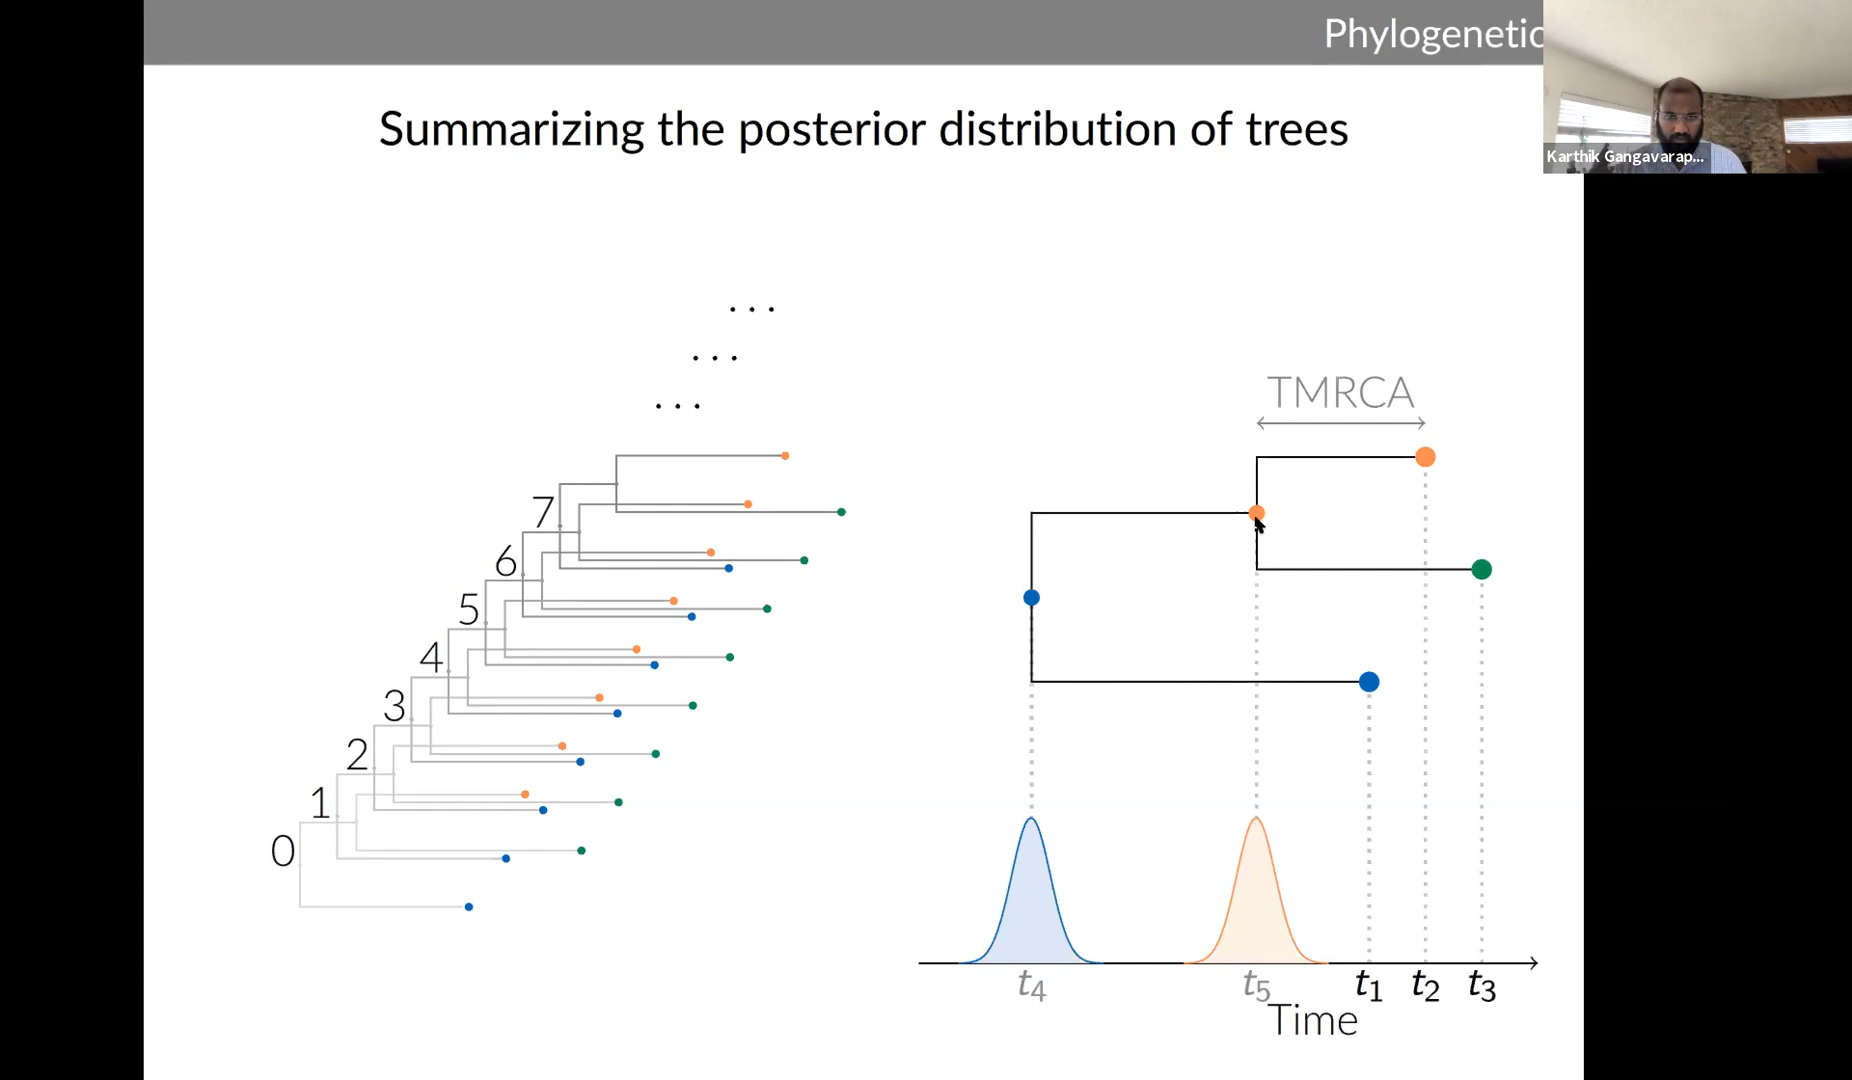 Phylogenetic
Karthik Gangavarap...
Summarizing the posterior distribution of trees
...
...
...
TMRCA
7
6
5
4
3
2
1
0
t4 t5 t1 t2 t3
Time